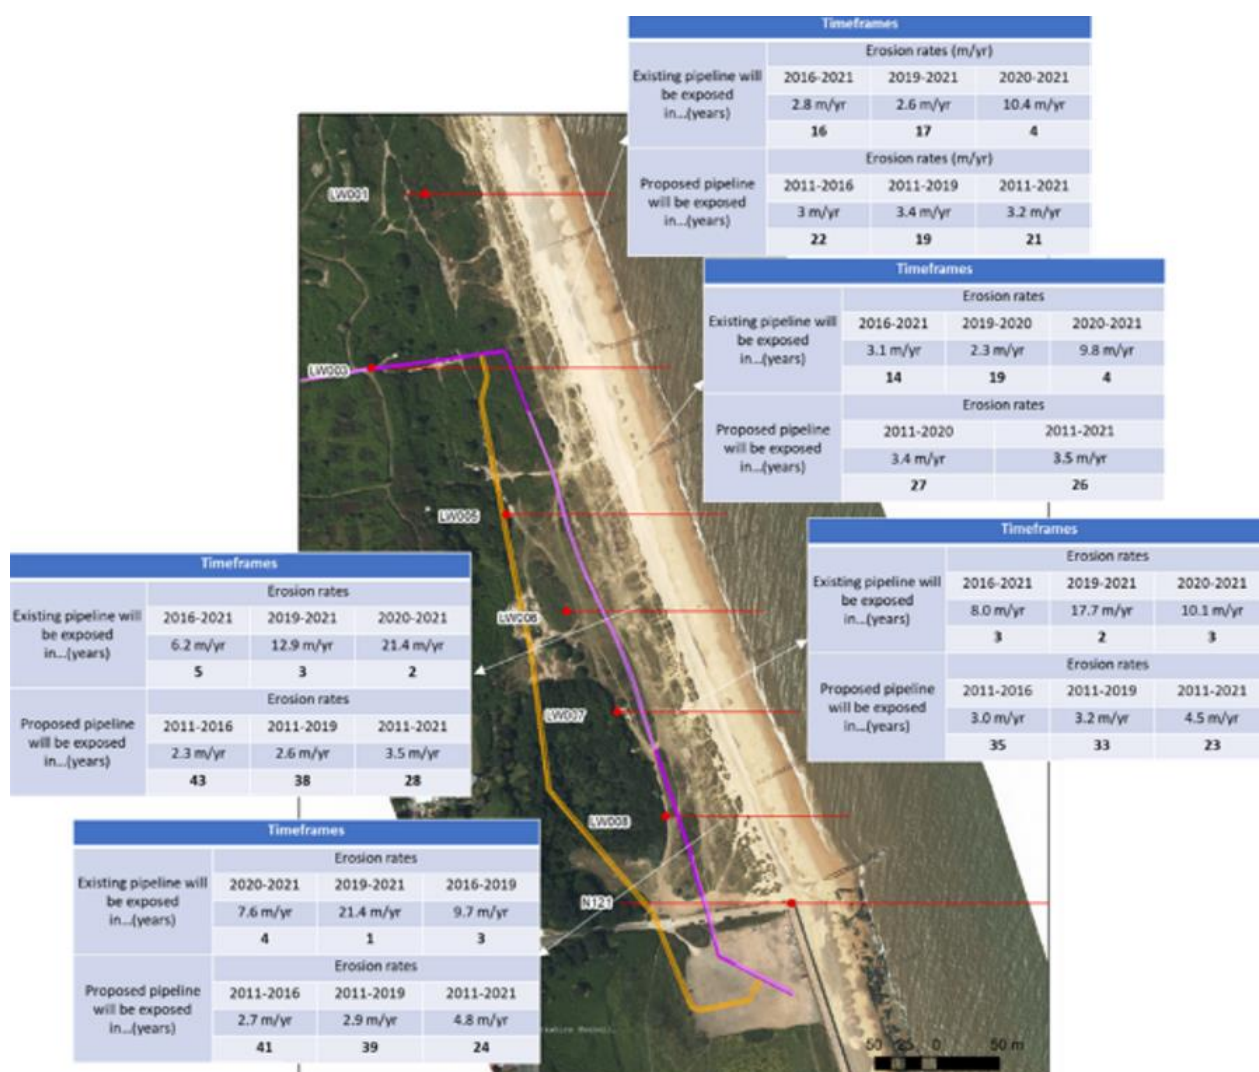 Timeframes
Existing pipeline will be exposed in...(years)
Erosion rates (m/yr)
2016-2021 2019-2021 2020-2021
2.8 m/yr 2.6 m/yr 10.4 m/yr
16 17 4
Proposed pipeline will be exposed in...(years)
Erosion rates (m/yr)
2011-2016 2011-2019 2011-2021
3 m/yr 3.4 m/yr 3.2 m/yr
22 19 21
Timeframes
Existing pipeline will be exposed in...(years)
Erosion rates
2016-2021 2019-2020 2020-2021
3.1 m/yr 2.3 m/yr 9.8 m/yr
14 19 4
Proposed pipeline will be exposed in...(years)
Erosion rates
2011-2020 2011-2021
3.4 m/yr 3.5 m/yr
27 26
Timeframes
Existing pipeline will be exposed in...(years)
Erosion rates
2016-2021 2019-2021 2020-2021
8.0 m/yr 17.7 m/yr 10.1 m/yr
3 2 3
Proposed pipeline will be exposed in...(years)
Erosion rates
2011-2016 2011-2019 2011-2021
3.0 m/yr 3.2 m/yr 4.5 m/yr
35 33 23
Timeframes
Existing pipeline will be exposed in...(years)
Erosion rates
2016-2021 2019-2021 2020-2021
6.2 m/yr 12.9 m/yr 21.4 m/yr
5 3 2
Proposed pipeline will be exposed in...(years)
Erosion rates
2011-2016 2011-2019 2011-2021
2.3 m/yr 2.6 m/yr 3.5 m/yr
43 38 28
Timeframes
Existing pipeline will be exposed in...(years)
Erosion rates
2020-2021 2019-2021 2016-2019
7.6 m/yr 21.4 m/yr 9.7 m/yr
4 1 3
Proposed pipeline will be exposed in...(years)
Erosion rates
2011-2016 2011-2019 2011-2021
2.7 m/yr 2.9 m/yr 4.8 m/yr
41 39 24
LW001
LW003
LW005
LW006
LW007
LW008
N121
50 25 0 50 m